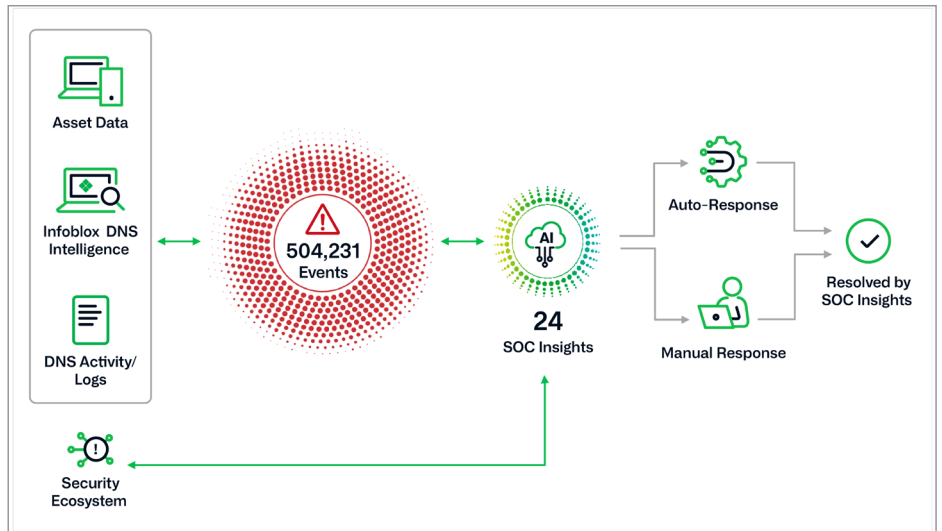 Asset Data
Infoblox DNS
Intelligence
DNS Activity/
Logs
Security
Ecosystem
504,231
Events
AI
24
SOC Insights
Auto-Response
Manual Response
Resolved by
SOC Insights